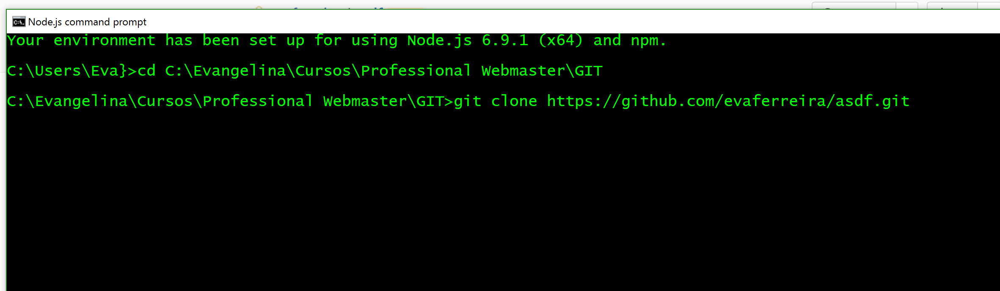 Node.js command prompt
Your environment has been set up for using Node.js 6.9.1 (x64) and npm.
C:\Users\Eva}>cd C:\Evangelina\Cursos\Professional Webmaster\GIT
C:\Evangelina\Cursos\Professional Webmaster\GIT>git clone https://github.com/evaferreira/asdf.git